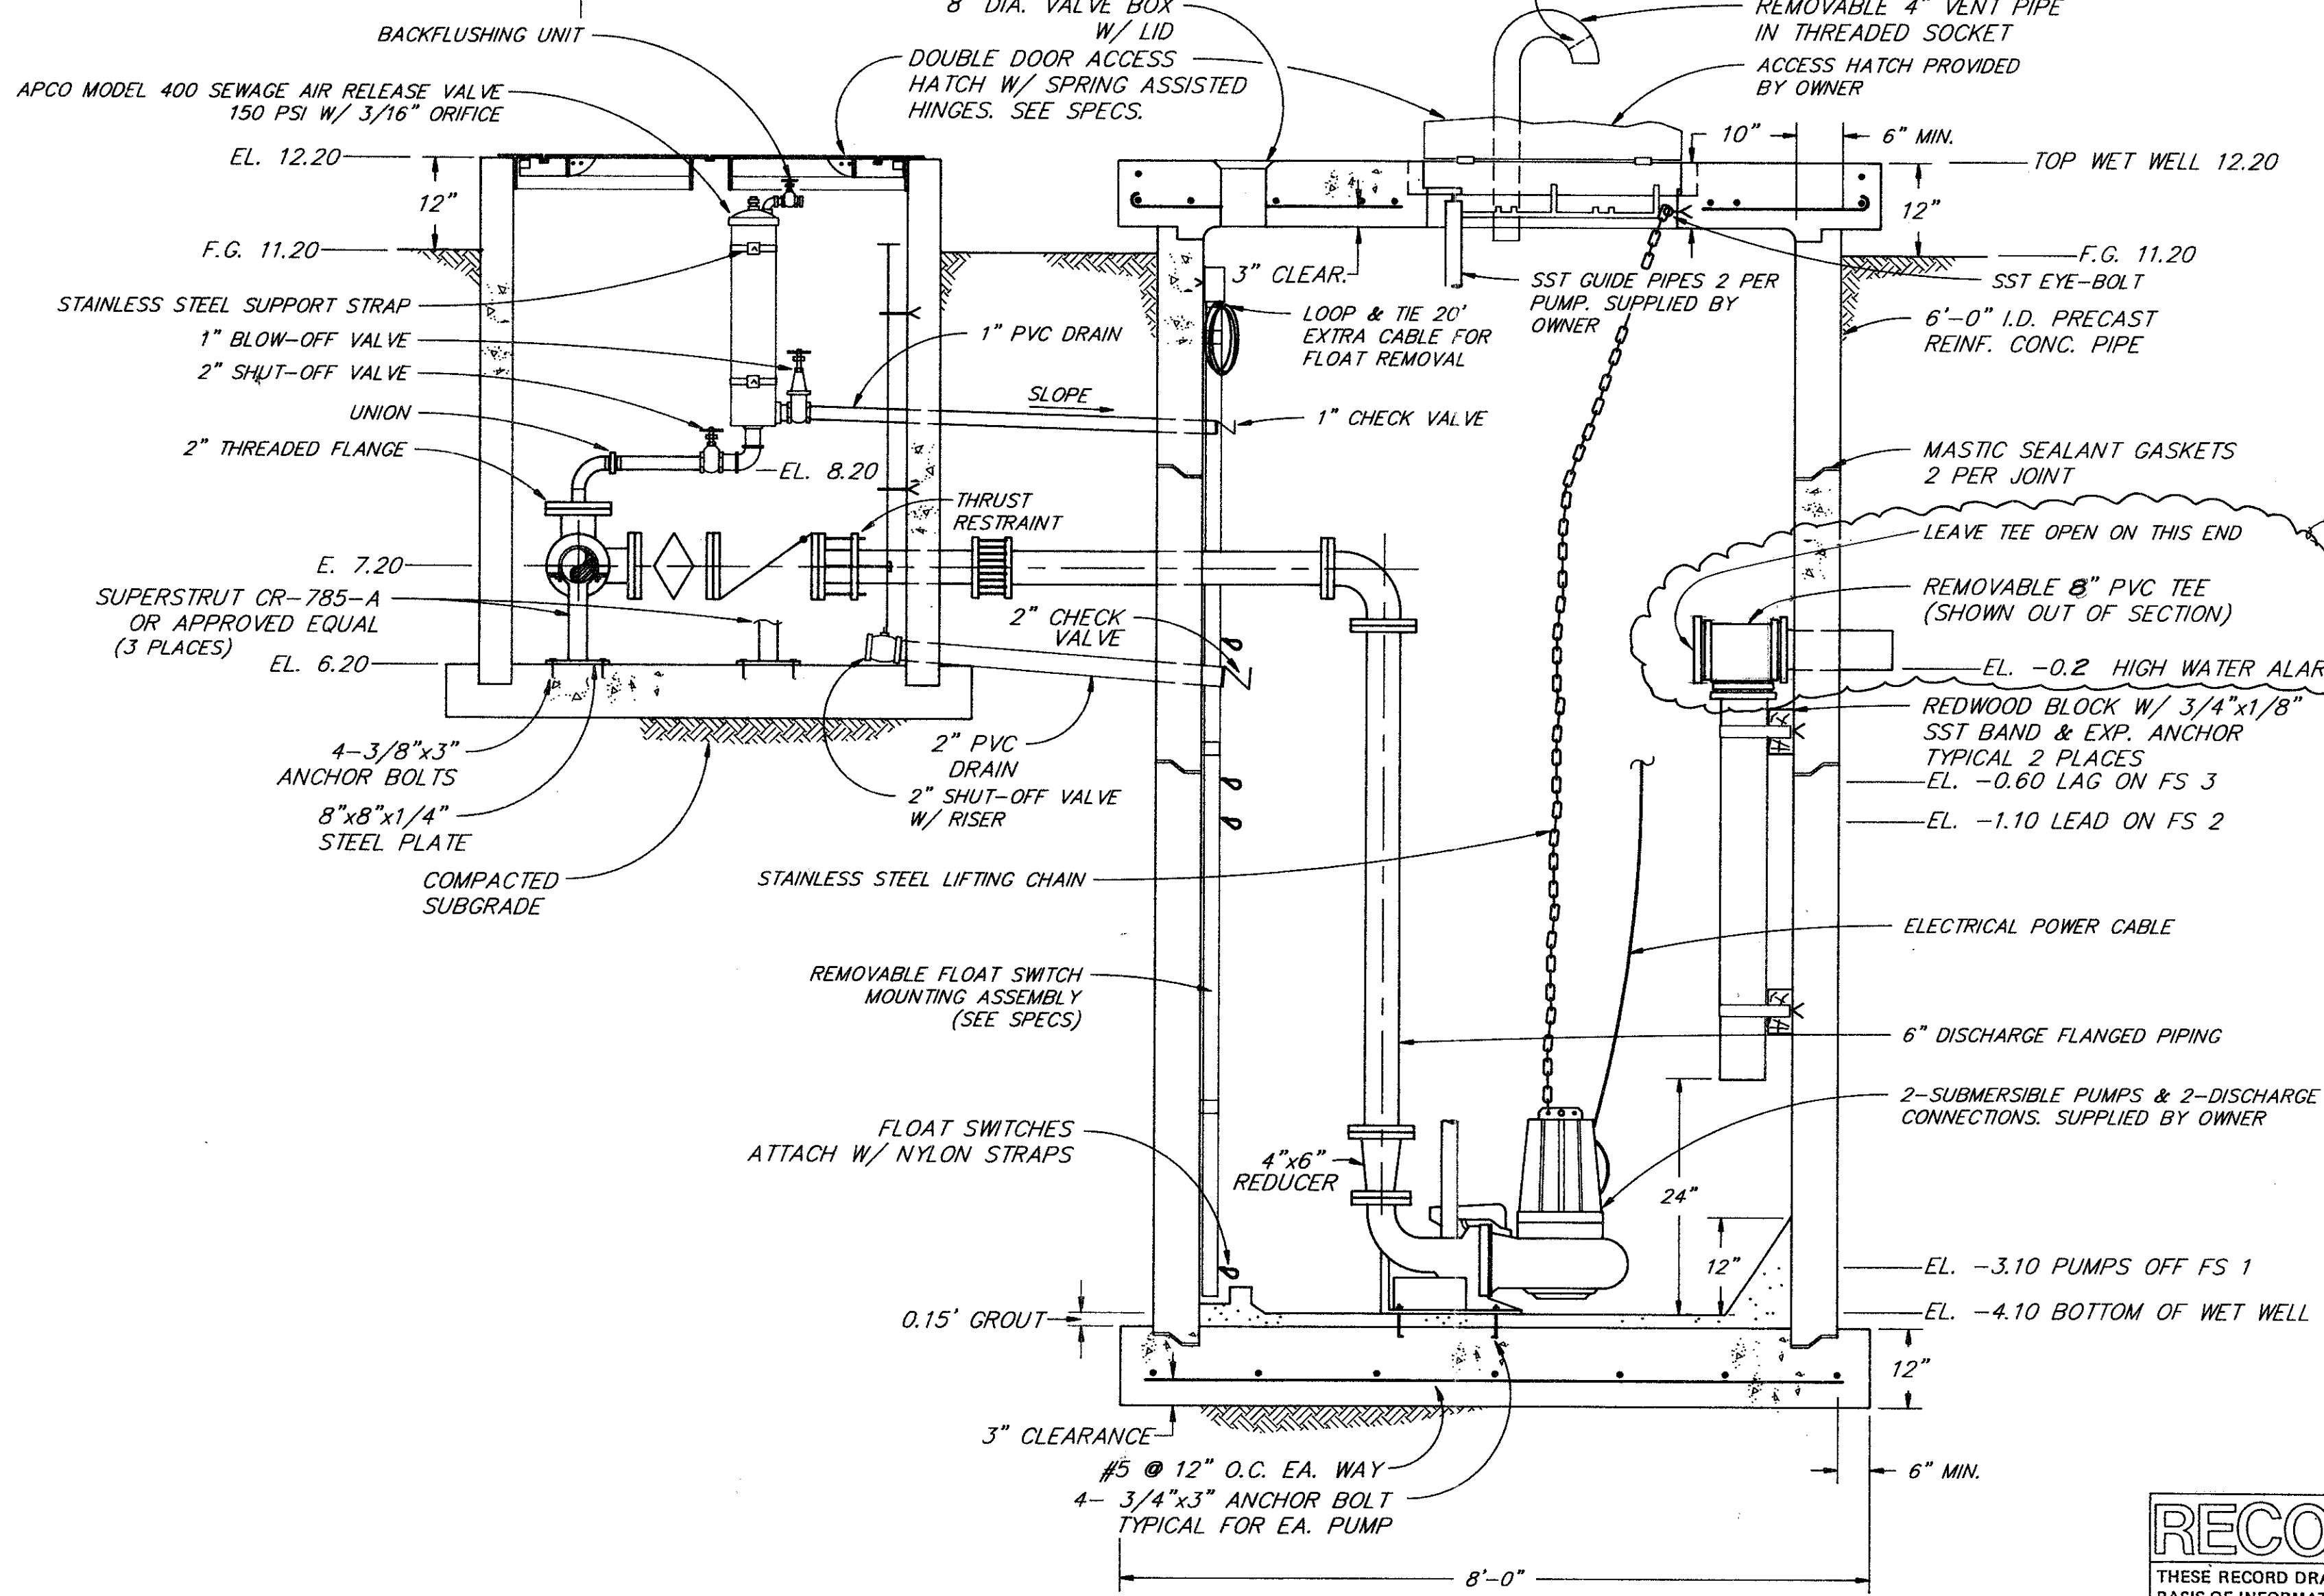 BACKFLUSHING UNIT
APCO MODEL 400 SEWAGE AIR RELEASE VALVE
150 PSI W/ 3/16" ORIFICE
8" DIA. VALVE BOX
W/ LID
DOUBLE DOOR ACCESS
HATCH W/ SPRING ASSISTED
HINGES. SEE SPECS.
REMOVABLE 4" VENT PIPE
IN THREADED SOCKET
ACCESS HATCH PROVIDED
BY OWNER
10"
6" MIN.
EL. 12.20
12"
TOP WET WELL 12.20
12"
F.G. 11.20
F.G. 11.20
STAINLESS STEEL SUPPORT STRAP
1" BLOW-OFF VALVE
2" SHUT-OFF VALVE
UNION
2" THREADED FLANGE
1" PVC DRAIN
SLOPE
EL. 8.20
THRUST
RESTRAINT
3" CLEAR.
LOOP & TIE 20'
EXTRA CABLE FOR
FLOAT REMOVAL
SST GUIDE PIPES 2 PER
PUMP. SUPPLIED BY
OWNER
SST EYE-BOLT
6'-0" I.D. PRECAST
REINF. CONC. PIPE
1" CHECK VALVE
MASTIC SEALANT GASKETS
2 PER JOINT
LEAVE TEE OPEN ON THIS END
REMOVABLE 8" PVC TEE
(SHOWN OUT OF SECTION)
E. 7.20
SUPERSTRUT CR-785-A
OR APPROVED EQUAL
(3 PLACES)
EL. 6.20
2" CHECK
VALVE
EL. -0.2 HIGH WATER ALAR
REDWOOD BLOCK W/ 3/4"x1/8"
SST BAND & EXP. ANCHOR
TYPICAL 2 PLACES
EL. -0.60 LAG ON FS 3
EL. -1.10 LEAD ON FS 2
4-3/8"x3"
ANCHOR BOLTS
8"x8"x1/4"
STEEL PLATE
COMPACTED
SUBGRADE
2" PVC
DRAIN
2" SHUT-OFF VALVE
W/ RISER
STAINLESS STEEL LIFTING CHAIN
ELECTRICAL POWER CABLE
REMOVABLE FLOAT SWITCH
MOUNTING ASSEMBLY
(SEE SPECS)
6" DISCHARGE FLANGED PIPING
2-SUBMERSIBLE PUMPS & 2-DISCHARGE
CONNECTIONS. SUPPLIED BY OWNER
FLOAT SWITCHES
ATTACH W/ NYLON STRAPS
4"x6"
REDUCER
24"
12"
EL. -3.10 PUMPS OFF FS 1
0.15' GROUT
EL. -4.10 BOTTOM OF WET WELL
12"
3" CLEARANCE
#5 @ 12" O.C. EA. WAY
4- 3/4"x3" ANCHOR BOLT
TYPICAL FOR EA. PUMP
6" MIN.
8'-0"
RECO
THESE RECORD DRA
BASIS OF INFORMAT